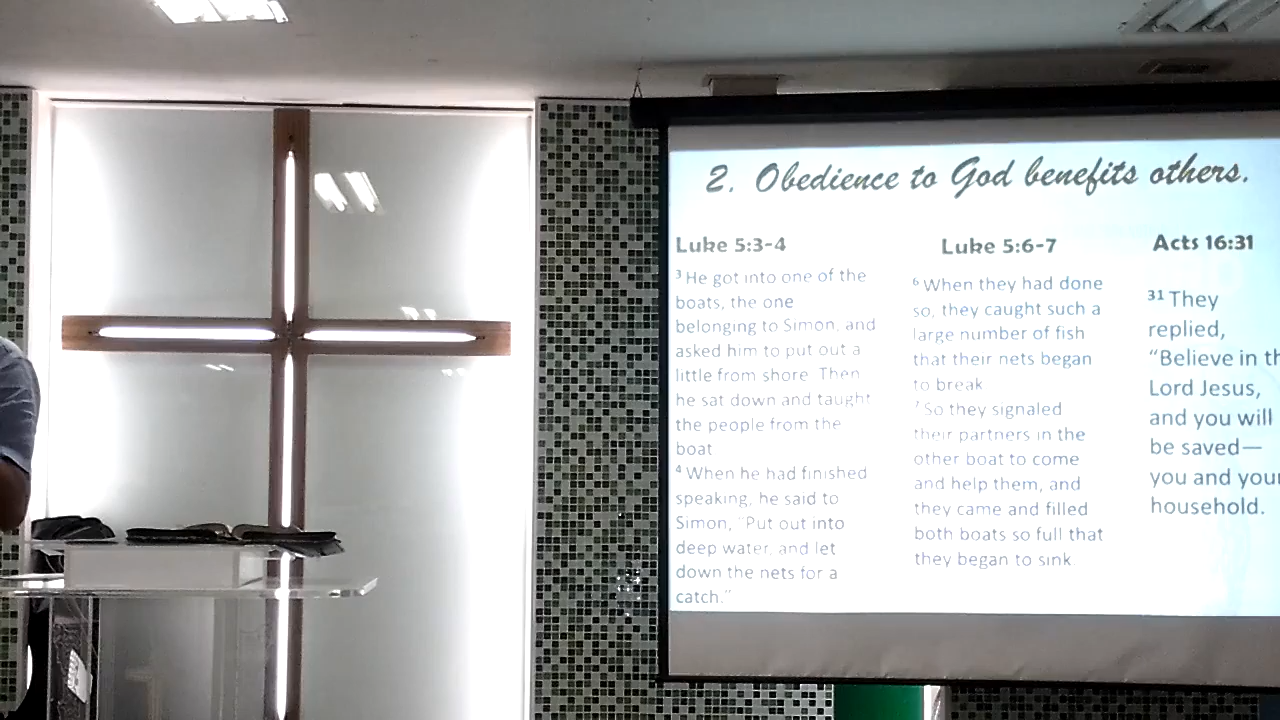 2. Obedience to God benefits others.
Luke 5:3-4
³ He got into one of the
boats, the one
belonging to Simon, and
asked him to put out a
little from shore. Then
he sat down and taught
the people from the
boat
⁴ When he had finished
speaking, he said to
Simon, "Put out into
deep water, and let
down the nets for a
catch."
Luke 5:6-7
⁶ When they had done
so, they caught such a
large number of fish
that their nets began
to break
⁷ So they signaled
their partners in the
other boat to come
and help them, and
they came and filled
both boats so full that
they began to sink.
Acts 16:31
³¹ They
replied,
“Believe in th
Lord Jesus,
and you will
be saved—
you and your
household.